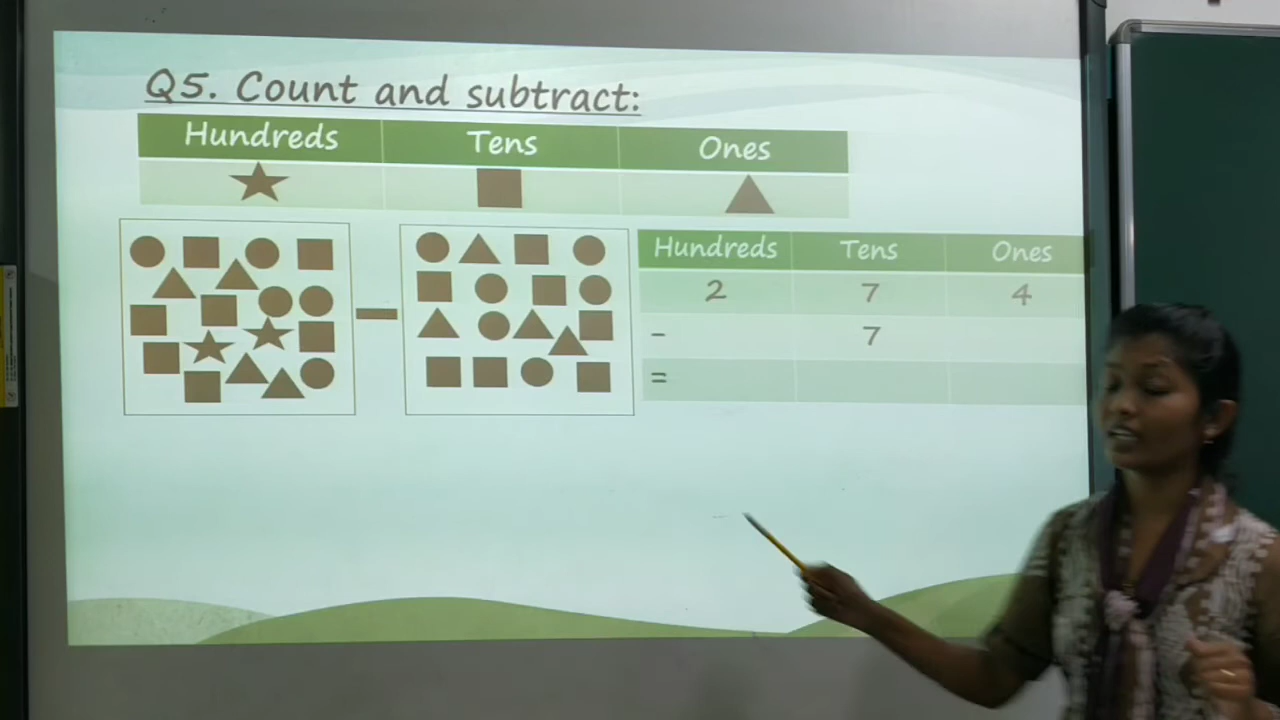 Q5. Count and subtract:
Hundreds Tens Ones
Hundreds Tens Ones
2 7 4
- 7
=